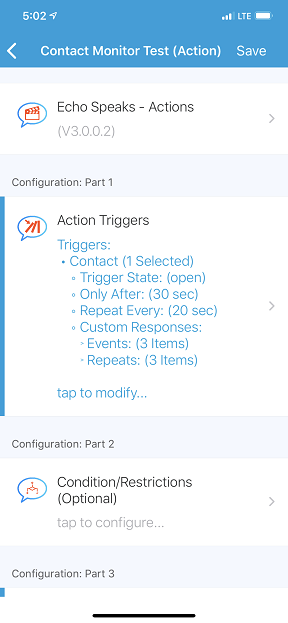 5:02
LTE
Contact Monitor Test (Action) Save
Echo Speaks - Actions
(V3.0.0.2)
Configuration: Part 1
Action Triggers
Triggers:
• Contact (1 Selected)
◦ Trigger State: (open)
◦ Only After: (30 sec)
◦ Repeat Every: (20 sec)
◦ Custom Responses:
▹ Events: (3 Items)
▹ Repeats: (3 Items)
tap to modify...
Configuration: Part 2
Condition/Restrictions
(Optional)
tap to configure...
Configuration: Part 3